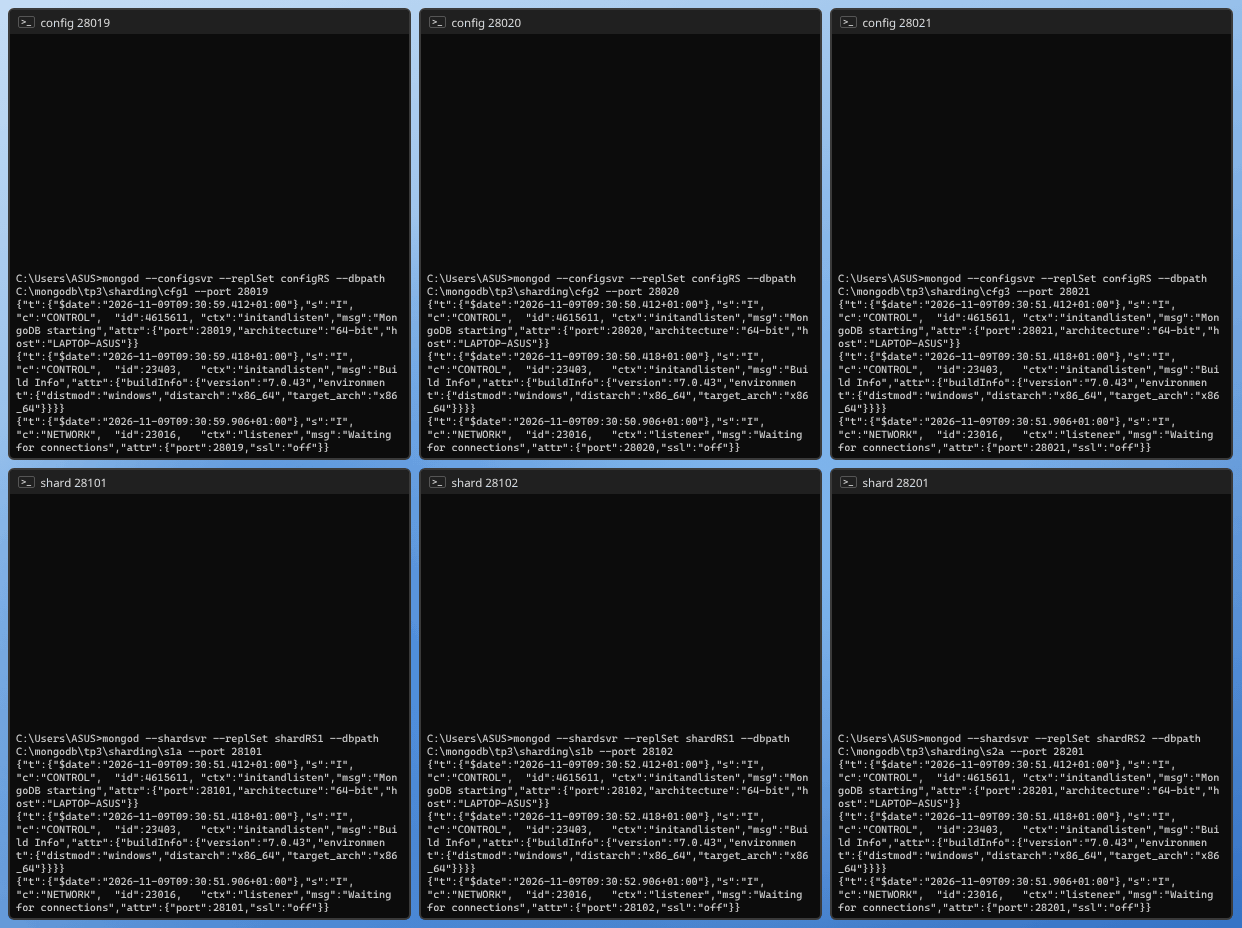 config 28019
C:\Users\ASUS>mongod --configsvr --replSet configRS --dbpath
C:\mongodb\tp3\sharding\cfg1 --port 28019
{"t":{"$date":"2026-11-09T09:30:59.412+01:00"},"s":"I",
"c":"CONTROL",  "id":4615611, "ctx":"initandlisten","msg":"Mon
goDB starting","attr":{"port":28019,"architecture":"64-bit","h
ost":"LAPTOP-ASUS"}}
{"t":{"$date":"2026-11-09T09:30:59.418+01:00"},"s":"I",
"c":"CONTROL",  "id":23403,   "ctx":"initandlisten","msg":"Bui
ld Info","attr":{"buildInfo":{"version":"7.0.43","environmen
t":{"distmod":"windows","distarch":"x86_64","target_arch":"x86
_64"}}}}
{"t":{"$date":"2026-11-09T09:30:59.906+01:00"},"s":"I",
"c":"NETWORK",  "id":23016,   "ctx":"listener","msg":"Waiting
for connections","attr":{"port":28019,"ssl":"off"}}
config 28020
C:\Users\ASUS>mongod --configsvr --replSet configRS --dbpath
C:\mongodb\tp3\sharding\cfg2 --port 28020
{"t":{"$date":"2026-11-09T09:30:50.412+01:00"},"s":"I",
"c":"CONTROL",  "id":4615611, "ctx":"initandlisten","msg":"Mon
goDB starting","attr":{"port":28020,"architecture":"64-bit","h
ost":"LAPTOP-ASUS"}}
{"t":{"$date":"2026-11-09T09:30:50.418+01:00"},"s":"I",
"c":"CONTROL",  "id":23403,   "ctx":"initandlisten","msg":"Bui
ld Info","attr":{"buildInfo":{"version":"7.0.43","environmen
t":{"distmod":"windows","distarch":"x86_64","target_arch":"x86
_64"}}}}
{"t":{"$date":"2026-11-09T09:30:50.906+01:00"},"s":"I",
"c":"NETWORK",  "id":23016,   "ctx":"listener","msg":"Waiting
for connections","attr":{"port":28020,"ssl":"off"}}
config 28021
C:\Users\ASUS>mongod --configsvr --replSet configRS --dbpath
C:\mongodb\tp3\sharding\cfg3 --port 28021
{"t":{"$date":"2026-11-09T09:30:51.412+01:00"},"s":"I",
"c":"CONTROL",  "id":4615611, "ctx":"initandlisten","msg":"Mon
goDB starting","attr":{"port":28021,"architecture":"64-bit","h
ost":"LAPTOP-ASUS"}}
{"t":{"$date":"2026-11-09T09:30:51.418+01:00"},"s":"I",
"c":"CONTROL",  "id":23403,   "ctx":"initandlisten","msg":"Bui
ld Info","attr":{"buildInfo":{"version":"7.0.43","environmen
t":{"distmod":"windows","distarch":"x86_64","target_arch":"x86
_64"}}}}
{"t":{"$date":"2026-11-09T09:30:51.906+01:00"},"s":"I",
"c":"NETWORK",  "id":23016,   "ctx":"listener","msg":"Waiting
for connections","attr":{"port":28021,"ssl":"off"}}
shard 28101
C:\Users\ASUS>mongod --shardsvr --replSet shardRS1 --dbpath
C:\mongodb\tp3\sharding\s1a --port 28101
{"t":{"$date":"2026-11-09T09:30:51.412+01:00"},"s":"I",
"c":"CONTROL",  "id":4615611, "ctx":"initandlisten","msg":"Mon
goDB starting","attr":{"port":28101,"architecture":"64-bit","h
ost":"LAPTOP-ASUS"}}
{"t":{"$date":"2026-11-09T09:30:51.418+01:00"},"s":"I",
"c":"CONTROL",  "id":23403,   "ctx":"initandlisten","msg":"Bui
ld Info","attr":{"buildInfo":{"version":"7.0.43","environmen
t":{"distmod":"windows","distarch":"x86_64","target_arch":"x86
_64"}}}}
{"t":{"$date":"2026-11-09T09:30:51.906+01:00"},"s":"I",
"c":"NETWORK",  "id":23016,   "ctx":"listener","msg":"Waiting
for connections","attr":{"port":28101,"ssl":"off"}}
shard 28102
C:\Users\ASUS>mongod --shardsvr --replSet shardRS1 --dbpath
C:\mongodb\tp3\sharding\s1b --port 28102
{"t":{"$date":"2026-11-09T09:30:52.412+01:00"},"s":"I",
"c":"CONTROL",  "id":4615611, "ctx":"initandlisten","msg":"Mon
goDB starting","attr":{"port":28102,"architecture":"64-bit","h
ost":"LAPTOP-ASUS"}}
{"t":{"$date":"2026-11-09T09:30:52.418+01:00"},"s":"I",
"c":"CONTROL",  "id":23403,   "ctx":"initandlisten","msg":"Bui
ld Info","attr":{"buildInfo":{"version":"7.0.43","environmen
t":{"distmod":"windows","distarch":"x86_64","target_arch":"x86
_64"}}}}
{"t":{"$date":"2026-11-09T09:30:52.906+01:00"},"s":"I",
"c":"NETWORK",  "id":23016,   "ctx":"listener","msg":"Waiting
for connections","attr":{"port":28102,"ssl":"off"}}
shard 28201
C:\Users\ASUS>mongod --shardsvr --replSet shardRS2 --dbpath
C:\mongodb\tp3\sharding\s2a --port 28201
{"t":{"$date":"2026-11-09T09:30:51.412+01:00"},"s":"I",
"c":"CONTROL",  "id":4615611, "ctx":"initandlisten","msg":"Mon
goDB starting","attr":{"port":28201,"architecture":"64-bit","h
ost":"LAPTOP-ASUS"}}
{"t":{"$date":"2026-11-09T09:30:51.418+01:00"},"s":"I",
"c":"CONTROL",  "id":23403,   "ctx":"initandlisten","msg":"Bui
ld Info","attr":{"buildInfo":{"version":"7.0.43","environmen
t":{"distmod":"windows","distarch":"x86_64","target_arch":"x86
_64"}}}}
{"t":{"$date":"2026-11-09T09:30:51.906+01:00"},"s":"I",
"c":"NETWORK",  "id":23016,   "ctx":"listener","msg":"Waiting
for connections","attr":{"port":28201,"ssl":"off"}}